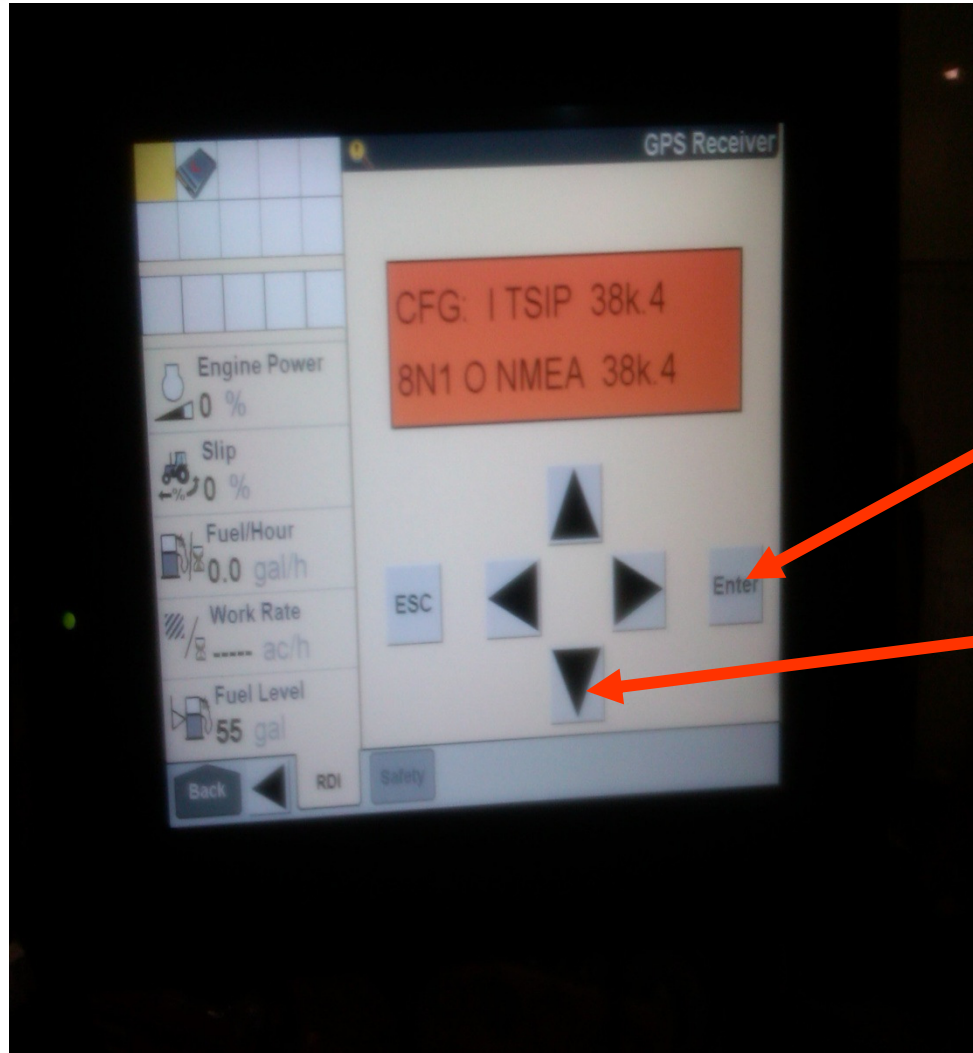 GPS Receiver
CFG: I TSIP 38k.4
8N1 O NMEA 38k.4
Engine Power
0 %
Slip
0 %
Fuel/Hour
0.0 gal/h
Work Rate
----- ac/h
Fuel Level
55 gal
ESC
Enter
Back
RDI
Safety